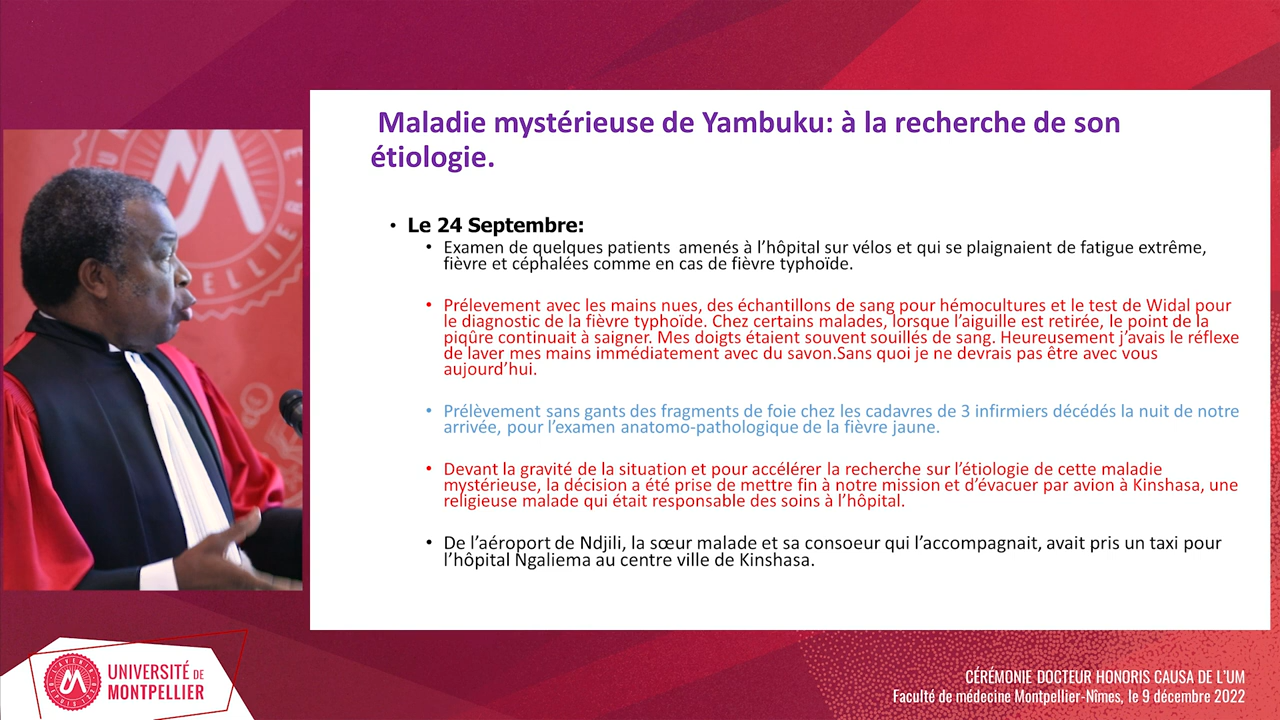 Maladie mystérieuse de Yambuku: à la recherche de son
étiologie.
• Le 24 Septembre:
• Examen de quelques patients amenés à l'hôpital sur vélos et qui se plaignaient de fatigue extrême,
fièvre et céphalées comme en cas de fièvre typhoïde.
• Prélevement avec les mains nues, des échantillons de sang pour hémocultures et le test de Widal pour
le diagnostic de la fièvre typhoïde. Chez certains malades, lorsque l'aiguille est retirée, le point de la
piqûre continuait à saigner. Mes doigts étaient souvent souillés de sang. Heureusement j'avais le réflexe
de laver mes mains immédiatement avec du savon.Sans quoi je ne devrais pas être avec vous
aujourd'hui.
• Prélèvement sans gants des fragments de foie chez les cadavres de 3 infirmiers décédés la nuit de notre
arrivée, pour l'examen anatomo-pathologique de la fièvre jaune.
• Devant la gravité de la situation et pour accélérer la recherche sur l'étiologie de cette maladie
mystérieuse, la décision a été prise de mettre fin à notre mission et d'évacuer par avion à Kinshasa, une
religieuse malade qui était responsable des soins à l'hôpital.
• De l'aéroport de Ndjili, la sœur malade et sa consoeur qui l'accompagnait, avait pris un taxi pour
l'hôpital Ngaliema au centre ville de Kinshasa.
UNIVERSITÉ DE
MONTPELLIER
CÉRÉMONIE DOCTEUR HONORIS CAUSA DE L'UM
Faculté de médecine Montpellier-Nîmes, le 9 décembre 2022